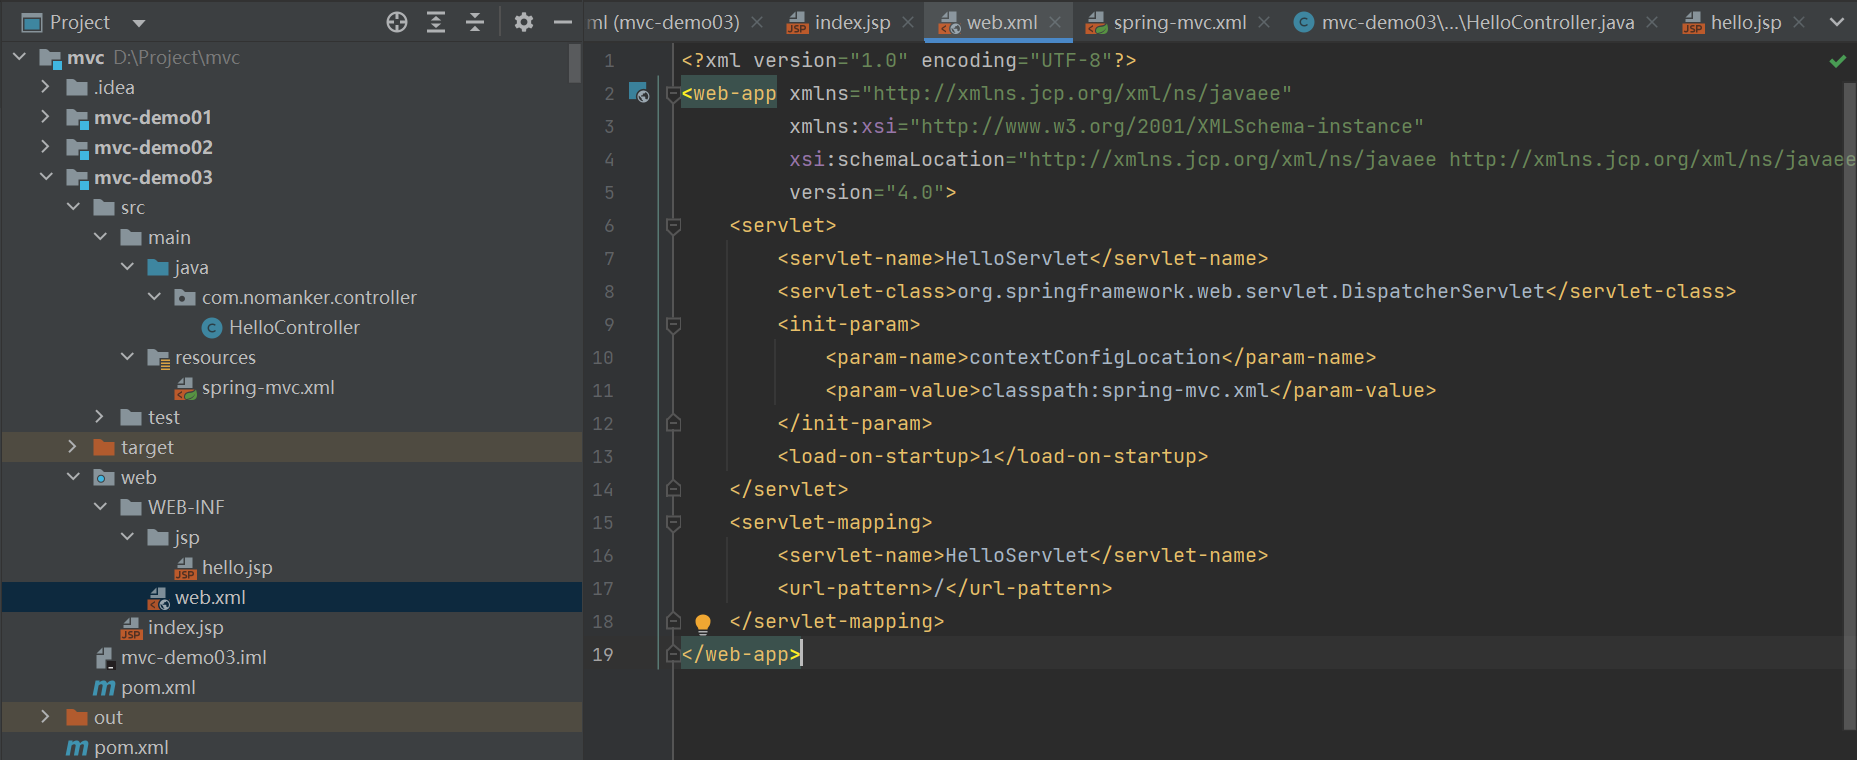 Project
mvc D:\Project\mvc
.idea
mvc-demo01
mvc-demo02
mvc-demo03
src
main
java
com.nomanker.controller
C HelloController
resources
spring-mvc.xml
test
target
web
WEB-INF
jsp
JSP hello.jsp
web.xml
JSP index.jsp
mvc-demo03.iml
m pom.xml
out
m pom.xml
ml (mvc-demo03) JSP index.jsp web.xml spring-mvc.xml C mvc-demo03\...\HelloController.java JSP hello.jsp
1 <?xml version="1.0" encoding="UTF-8"?>
2 <web-app xmlns="http://xmlns.jcp.org/xml/ns/javaee"
3 xmlns:xsi="http://www.w3.org/2001/XMLSchema-instance"
4 xsi:schemaLocation="http://xmlns.jcp.org/xml/ns/javaee http://xmlns.jcp.org/xml/ns/javaee
5 version="4.0">
6 <servlet>
7 <servlet-name>HelloServlet</servlet-name>
8 <servlet-class>org.springframework.web.servlet.DispatcherServlet</servlet-class>
9 <init-param>
10 <param-name>contextConfigLocation</param-name>
11 <param-value>classpath:spring-mvc.xml</param-value>
12 </init-param>
13 <load-on-startup>1</load-on-startup>
14 </servlet>
15 <servlet-mapping>
16 <servlet-name>HelloServlet</servlet-name>
17 <url-pattern>/</url-pattern>
18 </servlet-mapping>
19 </web-app>